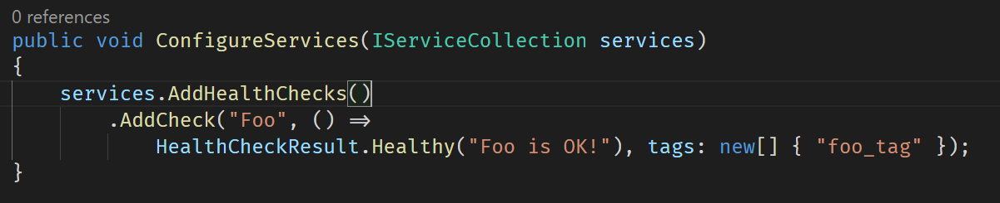 0 references
public void ConfigureServices(IServiceCollection services)
{
    services.AddHealthChecks()
        .AddCheck("Foo", () =>
            HealthCheckResult.Healthy("Foo is OK!"), tags: new[] { "foo_tag" });
}